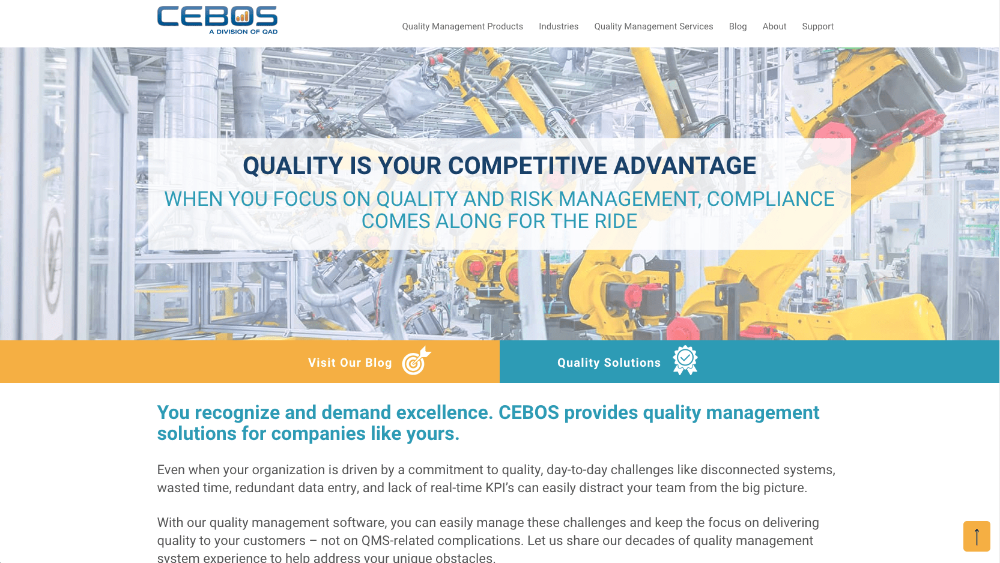 CEBOS
A DIVISION OF QAD
Quality Management Products Industries Quality Management Services Blog About Support
QUALITY IS YOUR COMPETITIVE ADVANTAGE
WHEN YOU FOCUS ON QUALITY AND RISK MANAGEMENT, COMPLIANCE
COMES ALONG FOR THE RIDE
Visit Our Blog
Quality Solutions
You recognize and demand excellence. CEBOS provides quality management
solutions for companies like yours.
Even when your organization is driven by a commitment to quality, day-to-day challenges like disconnected systems,
wasted time, redundant data entry, and lack of real-time KPI’s can easily distract your team from the big picture.
With our quality management software, you can easily manage these challenges and keep the focus on delivering
quality to your customers – not on QMS-related complications. Let us share our decades of quality management
system experience to help address your unique obstacles.